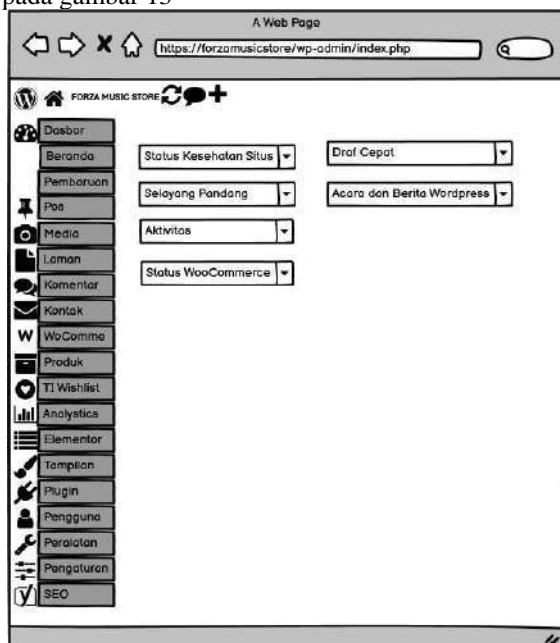 pada gambar 13
A Web Page
https://forzamusicstore/wp-admin/index.php
FORZA MUSIC STORE
Dasbor
Beranda
Pembaruan
Pos
Media
Laman
Komentar
Kontak
W WoComme
Produk
TI Wishlist
Analystics
Elementor
Tampilan
Plugin
Pengguna
Peralatan
Pengaturan
SEO
Status Kesehatan Situs
Selayang Pandang
Aktivitas
Status WooCommerce
Draf Cepat
Acara dan Berita Wordpress